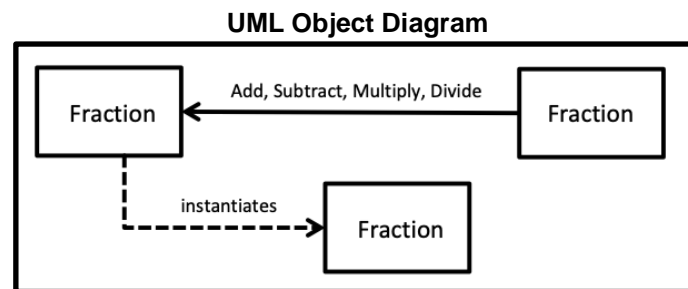 UML Object Diagram
Add, Subtract, Multiply, Divide
Fraction
Fraction
instantiates
Fraction